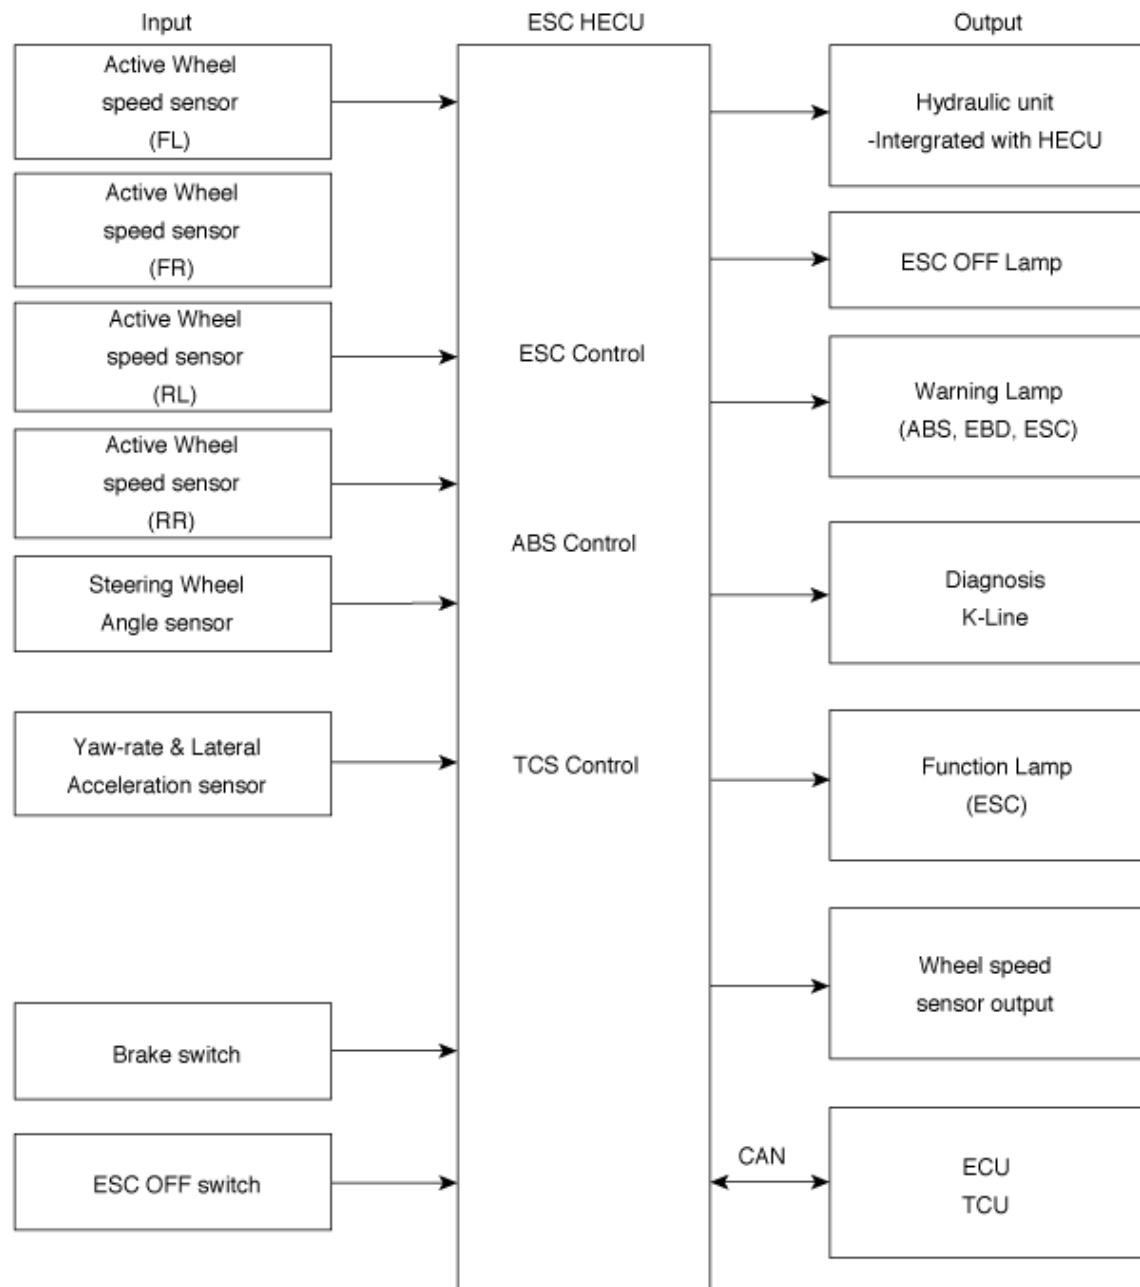 Input
ESC HECU
Output
Active Wheel
speed sensor
(FL)
Active Wheel
speed sensor
(FR)
Active Wheel
speed sensor
(RL)
Active Wheel
speed sensor
(RR)
Steering Wheel
Angle sensor
Yaw-rate & Lateral
Acceleration sensor
Brake switch
ESC OFF switch
ESC Control
ABS Control
TCS Control
Hydraulic unit
-Intergrated with HECU
ESC OFF Lamp
Warning Lamp
(ABS, EBD, ESC)
Diagnosis
K-Line
Function Lamp
(ESC)
Wheel speed
sensor output
CAN
ECU
TCU